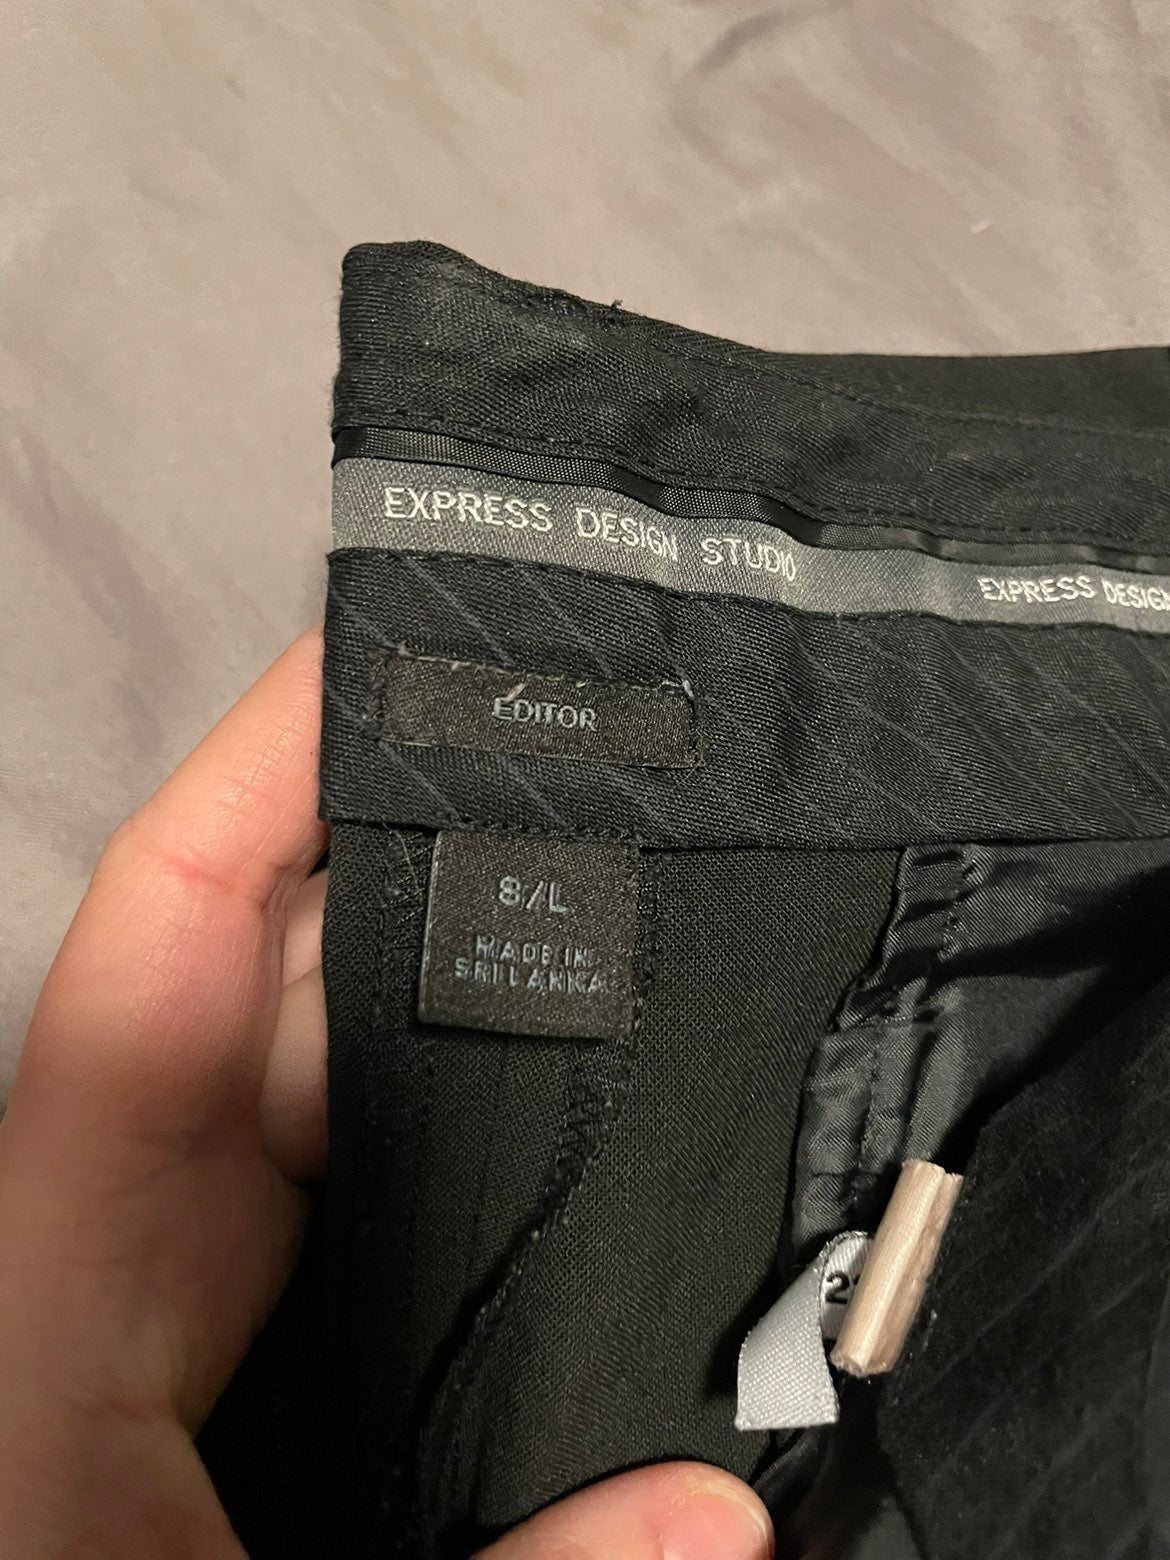 EXPRESS DESIGN STUDIO EXPRESS DESIGN
EDITOR
8/L
MADE IN
SRI LANKA